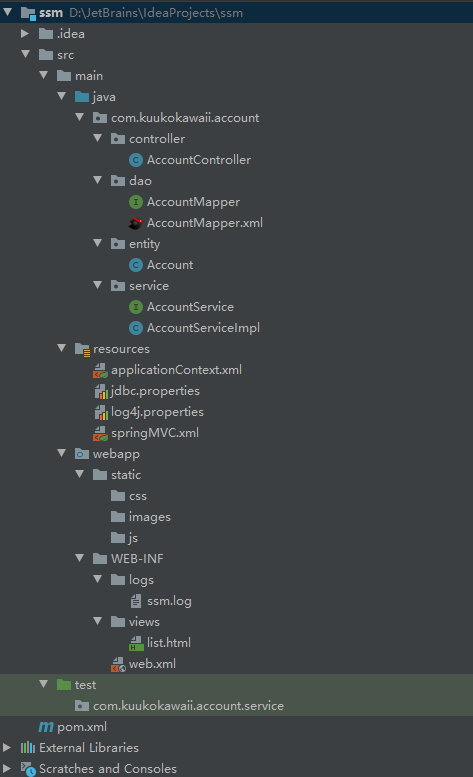 ssm D:\JetBrains\IdeaProjects\ssm
.idea
src
main
java
com.kuukokawaii.account
controller
AccountController
dao
AccountMapper
AccountMapper.xml
entity
Account
service
AccountService
AccountServiceImpl
resources
applicationContext.xml
jdbc.properties
log4j.properties
springMVC.xml
webapp
static
css
images
js
WEB-INF
logs
ssm.log
views
list.html
web.xml
test
com.kuukokawaii.account.service
pom.xml
External Libraries
Scratches and Consoles